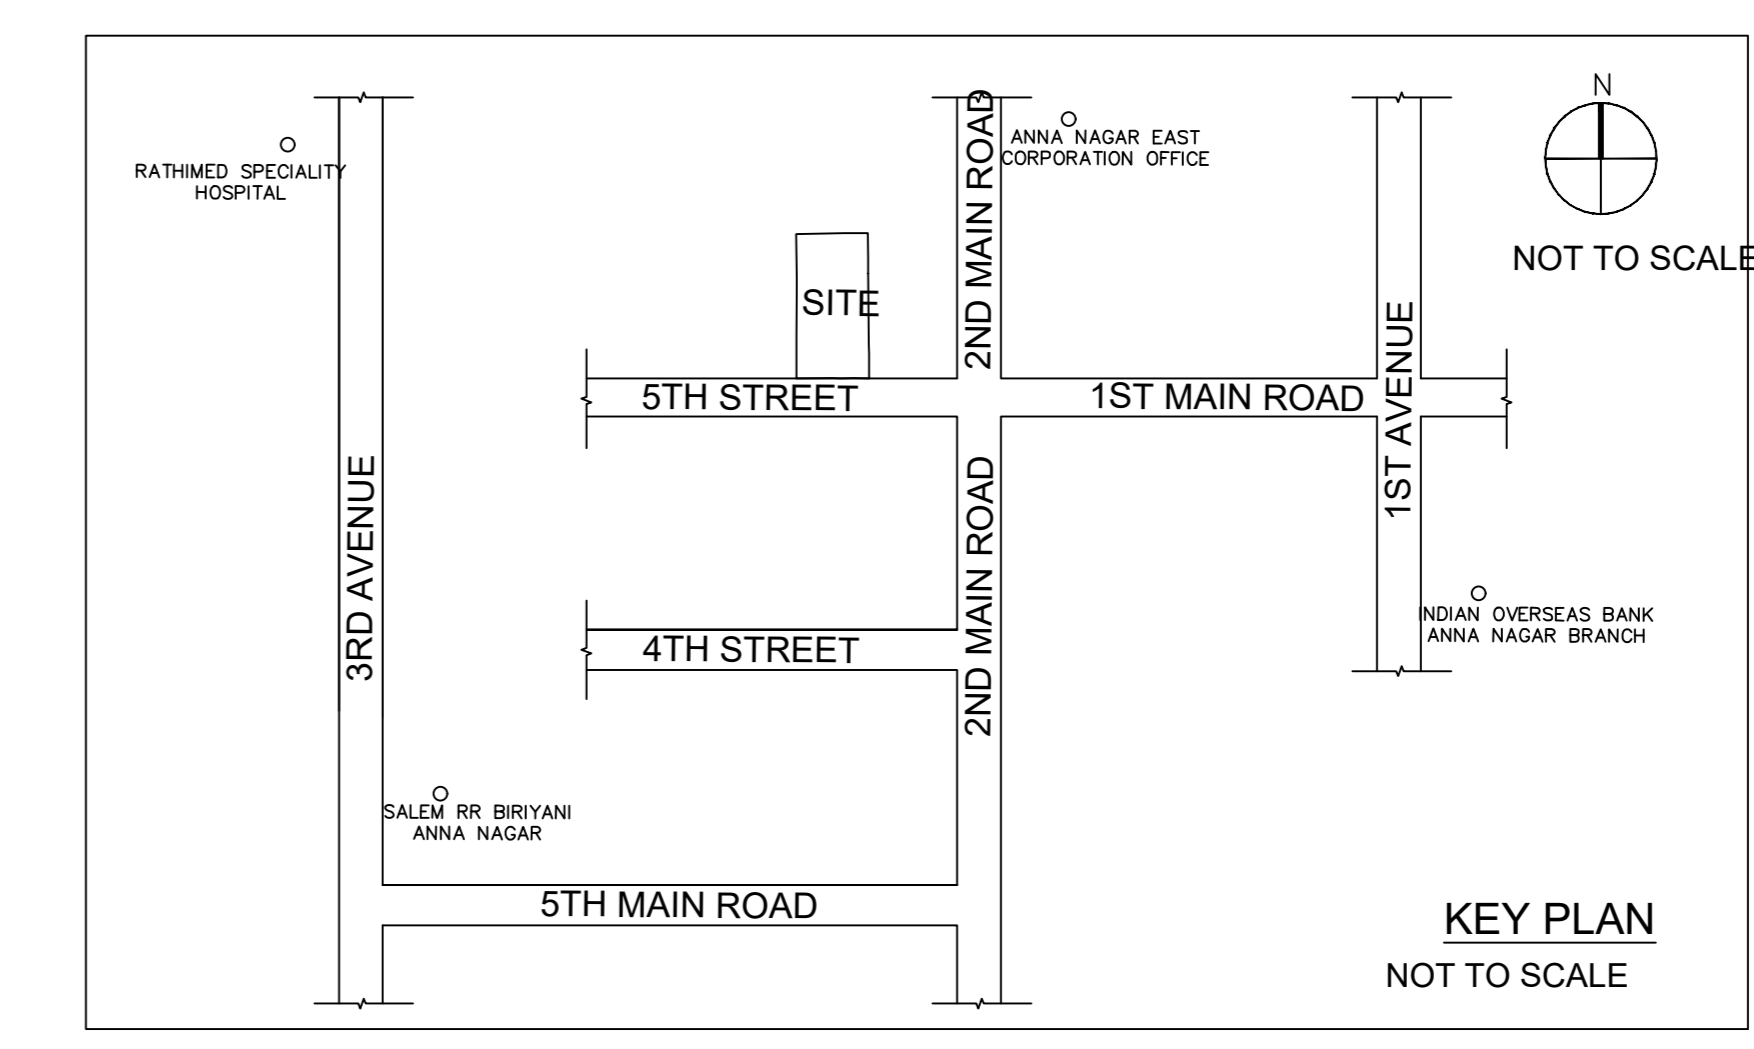 N
ANNA NAGAR EAST
CORPORATION OFFICE
RATHIMED SPECIALITY
HOSPITAL
2ND MAIN ROAD
NOT TO SCALE
SITE
5TH STREET
1ST MAIN ROAD
1ST AVENUE
3RD AVENUE
2ND MAIN ROAD
INDIAN OVERSEAS BANK
ANNA NAGAR BRANCH
4TH STREET
SALEM RR BIRIYANI
ANNA NAGAR
5TH MAIN ROAD
KEY PLAN
NOT TO SCALE